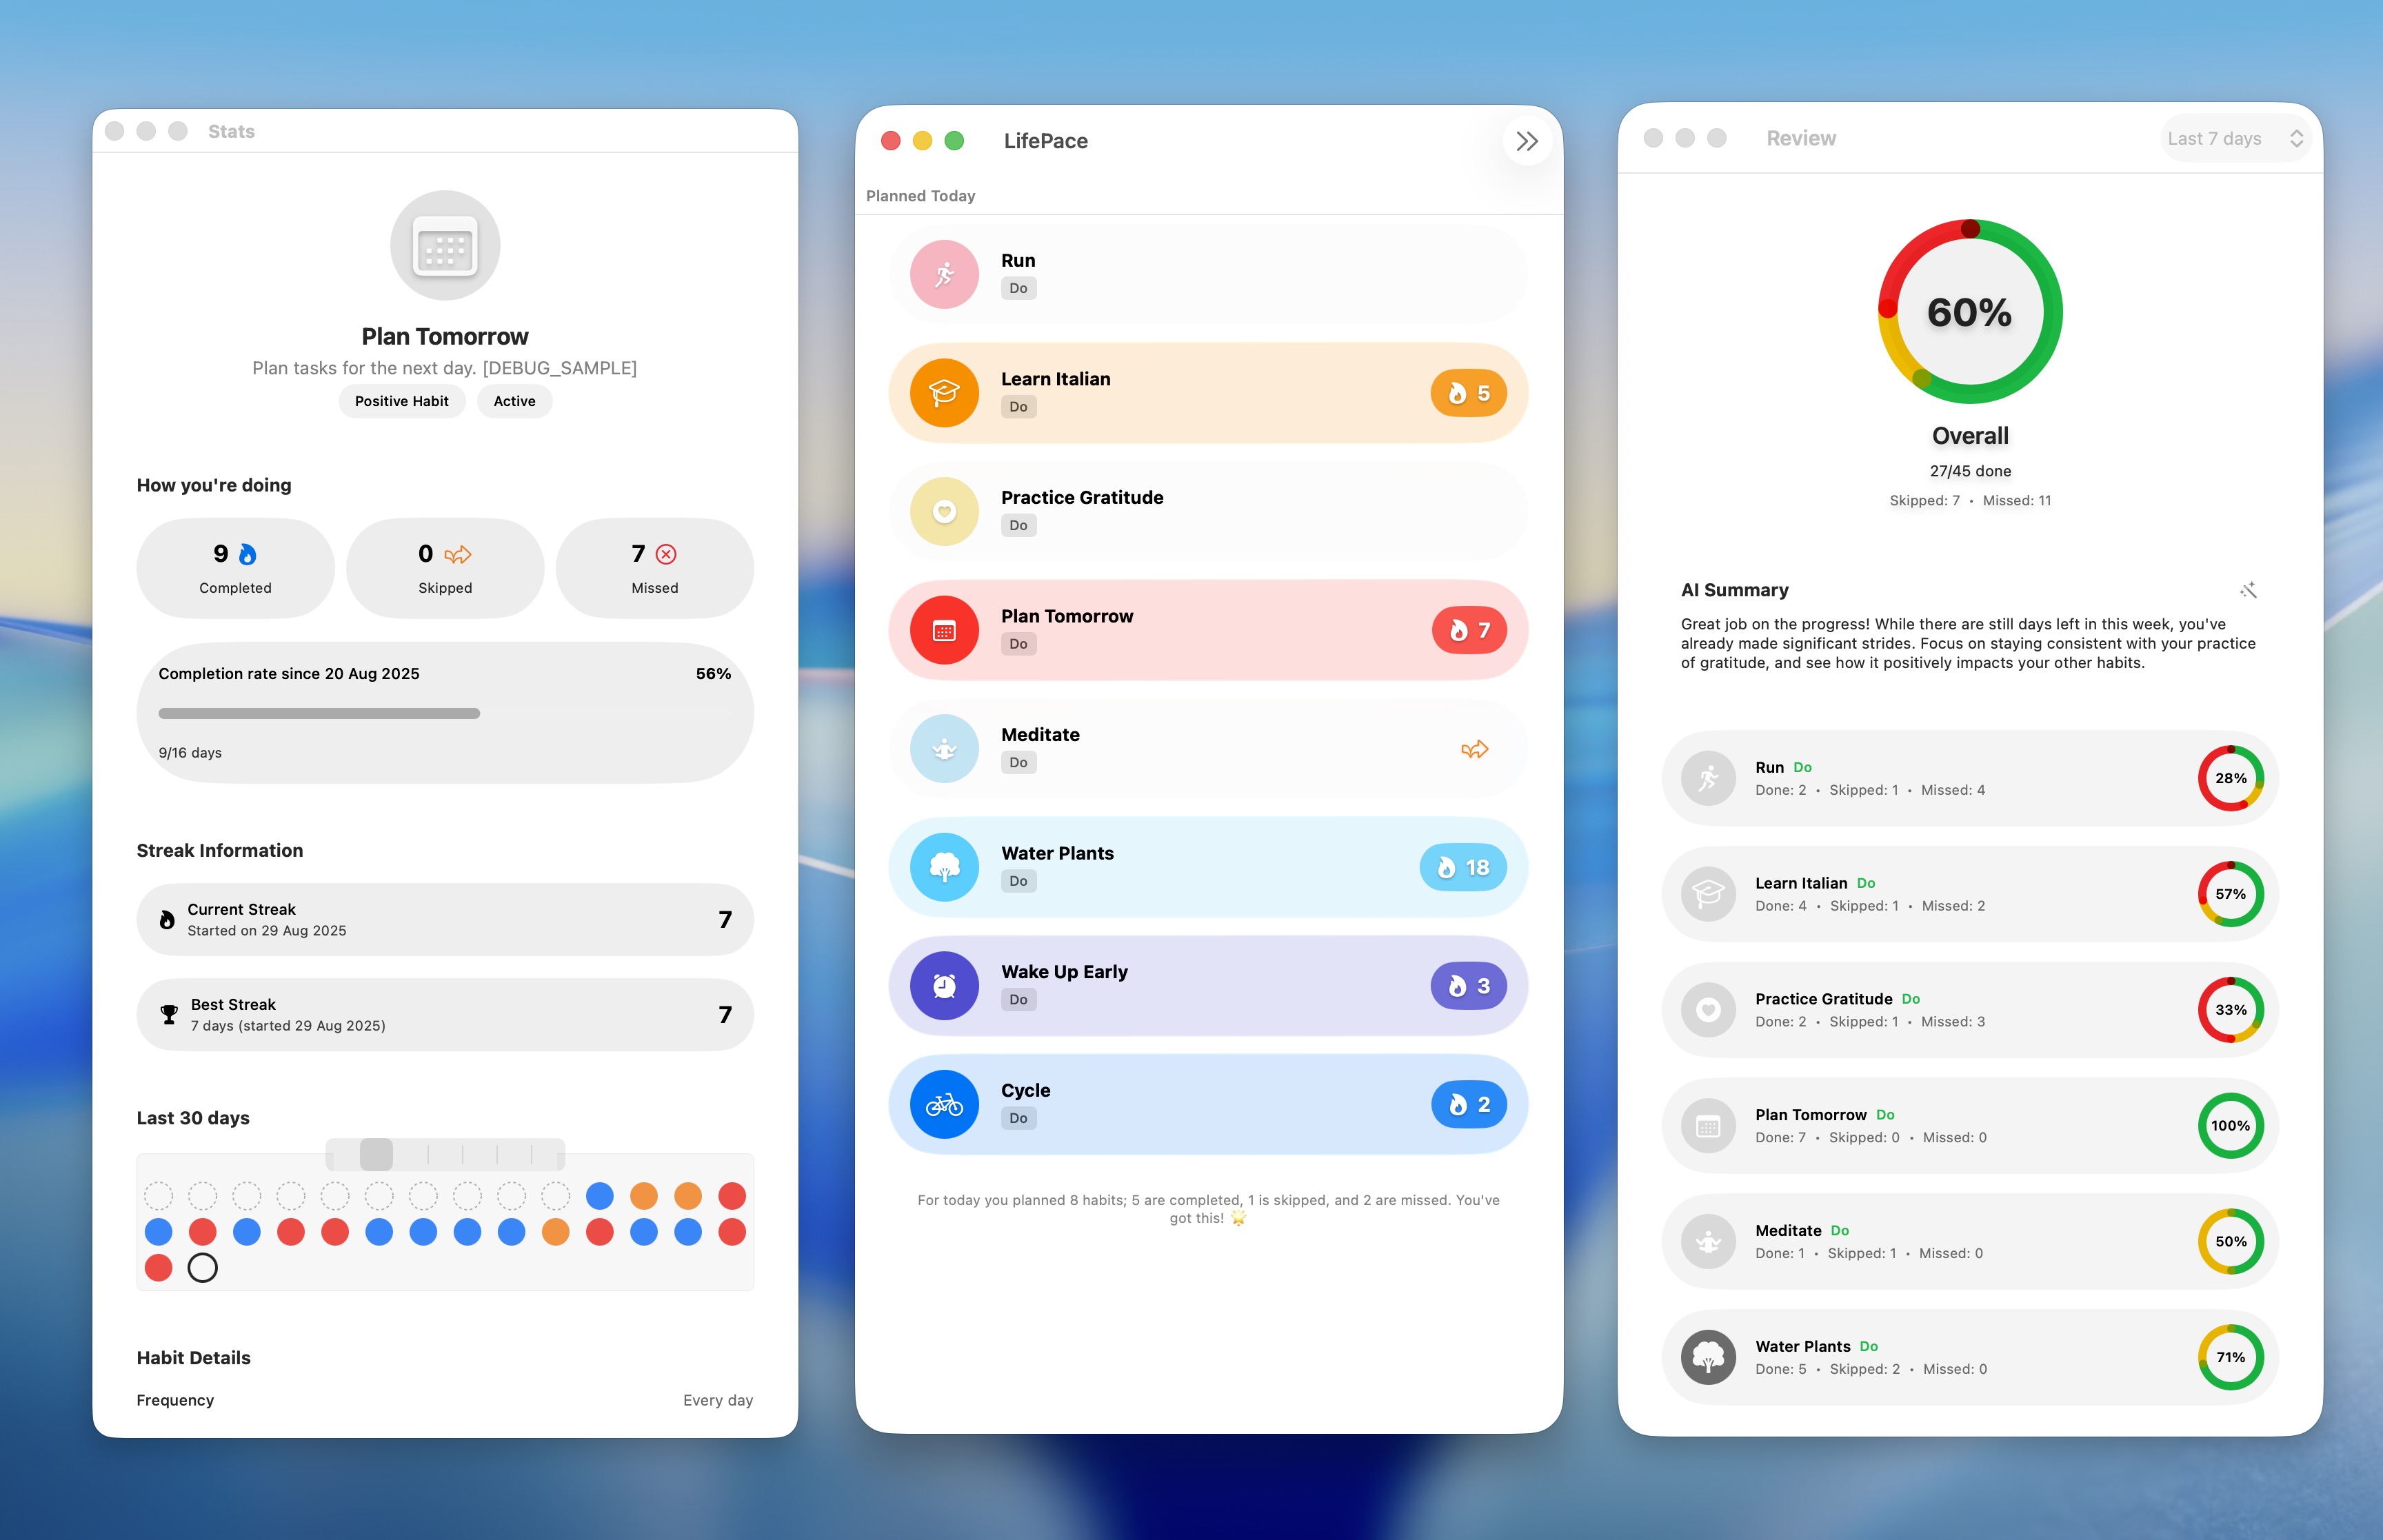 Stats
Plan Tomorrow
Plan tasks for the next day. [DEBUG_SAMPLE]
Positive Habit
Active
How you're doing
9
Completed
0
Skipped
7
Missed
Completion rate since 20 Aug 2025
56%
9/16 days
Streak Information
Current Streak
Started on 29 Aug 2025
7
Best Streak
7 days (started 29 Aug 2025)
7
Last 30 days
Habit Details
Frequency
Every day
LifePace
Planned Today
Run
Do
Learn Italian
Do
5
Practice Gratitude
Do
Plan Tomorrow
Do
7
Meditate
Do
Water Plants
Do
18
Wake Up Early
Do
3
Cycle
Do
2
For today you planned 8 habits; 5 are completed, 1 is skipped, and 2 are missed. You've
got this! 🌟
Review
Last 7 days
60%
Overall
27/45 done
Skipped: 7 • Missed: 11
AI Summary
Great job on the progress! While there are still days left in this week, you've
already made significant strides. Focus on staying consistent with your practice
of gratitude, and see how it positively impacts your other habits.
Run Do
Done: 2 • Skipped: 1 • Missed: 4
28%
Learn Italian Do
Done: 4 • Skipped: 1 • Missed: 2
57%
Practice Gratitude Do
Done: 2 • Skipped: 1 • Missed: 3
33%
Plan Tomorrow Do
Done: 7 • Skipped: 0 • Missed: 0
100%
Meditate Do
Done: 1 • Skipped: 1 • Missed: 0
50%
Water Plants Do
Done: 5 • Skipped: 2 • Missed: 0
71%